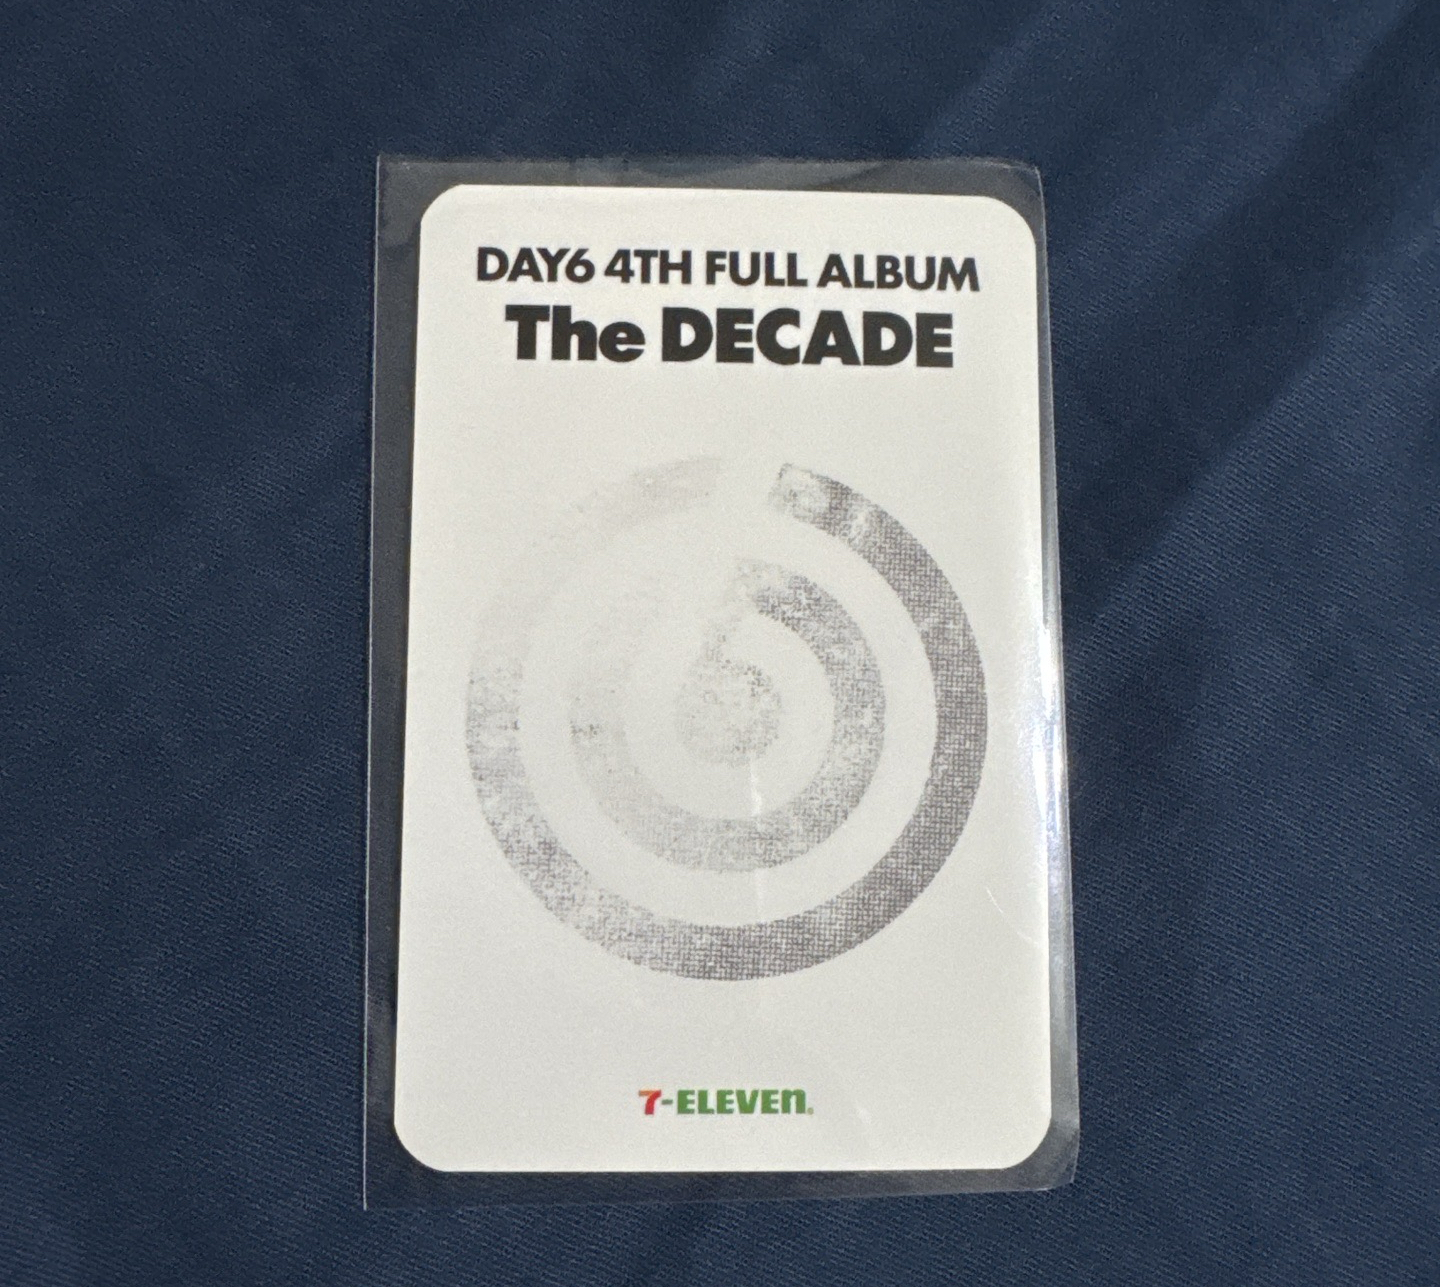 DAY6 4TH FULL ALBUM
The DECADE
7-ELEVEn.